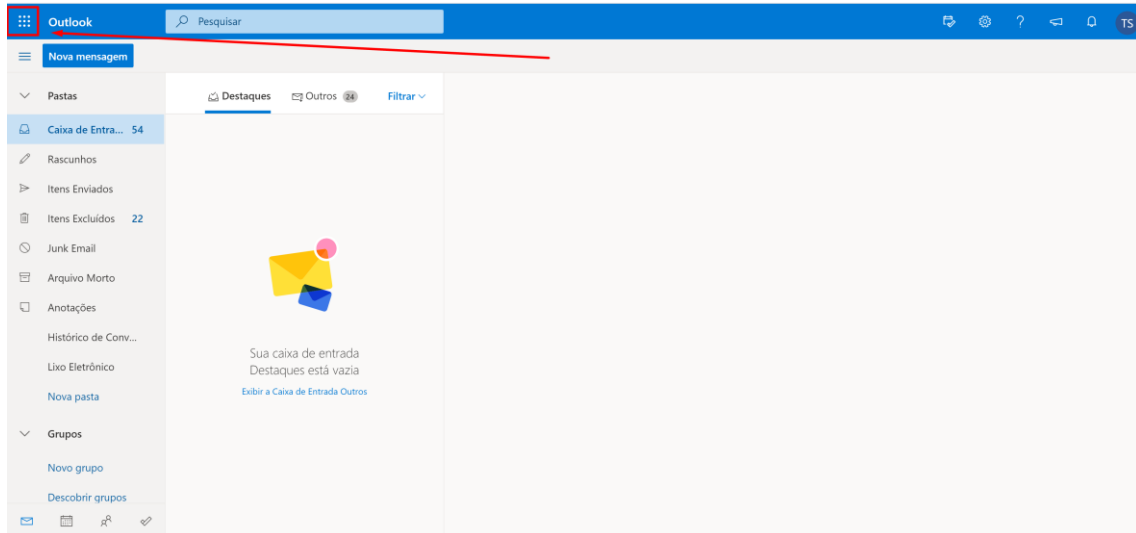 Outlook
Pesquisar
TS
Nova mensagem
Pastas
Destaques
Outros 24
Filtrar
Caixa de Entra... 54
Rascunhos
Itens Enviados
Itens Excluídos 22
Junk Email
Arquivo Morto
Anotações
Histórico de Conv...
Lixo Eletrônico
Nova pasta
Sua caixa de entrada
Destaques está vazia
Exibir a Caixa de Entrada Outros
Grupos
Novo grupo
Descobrir grupos